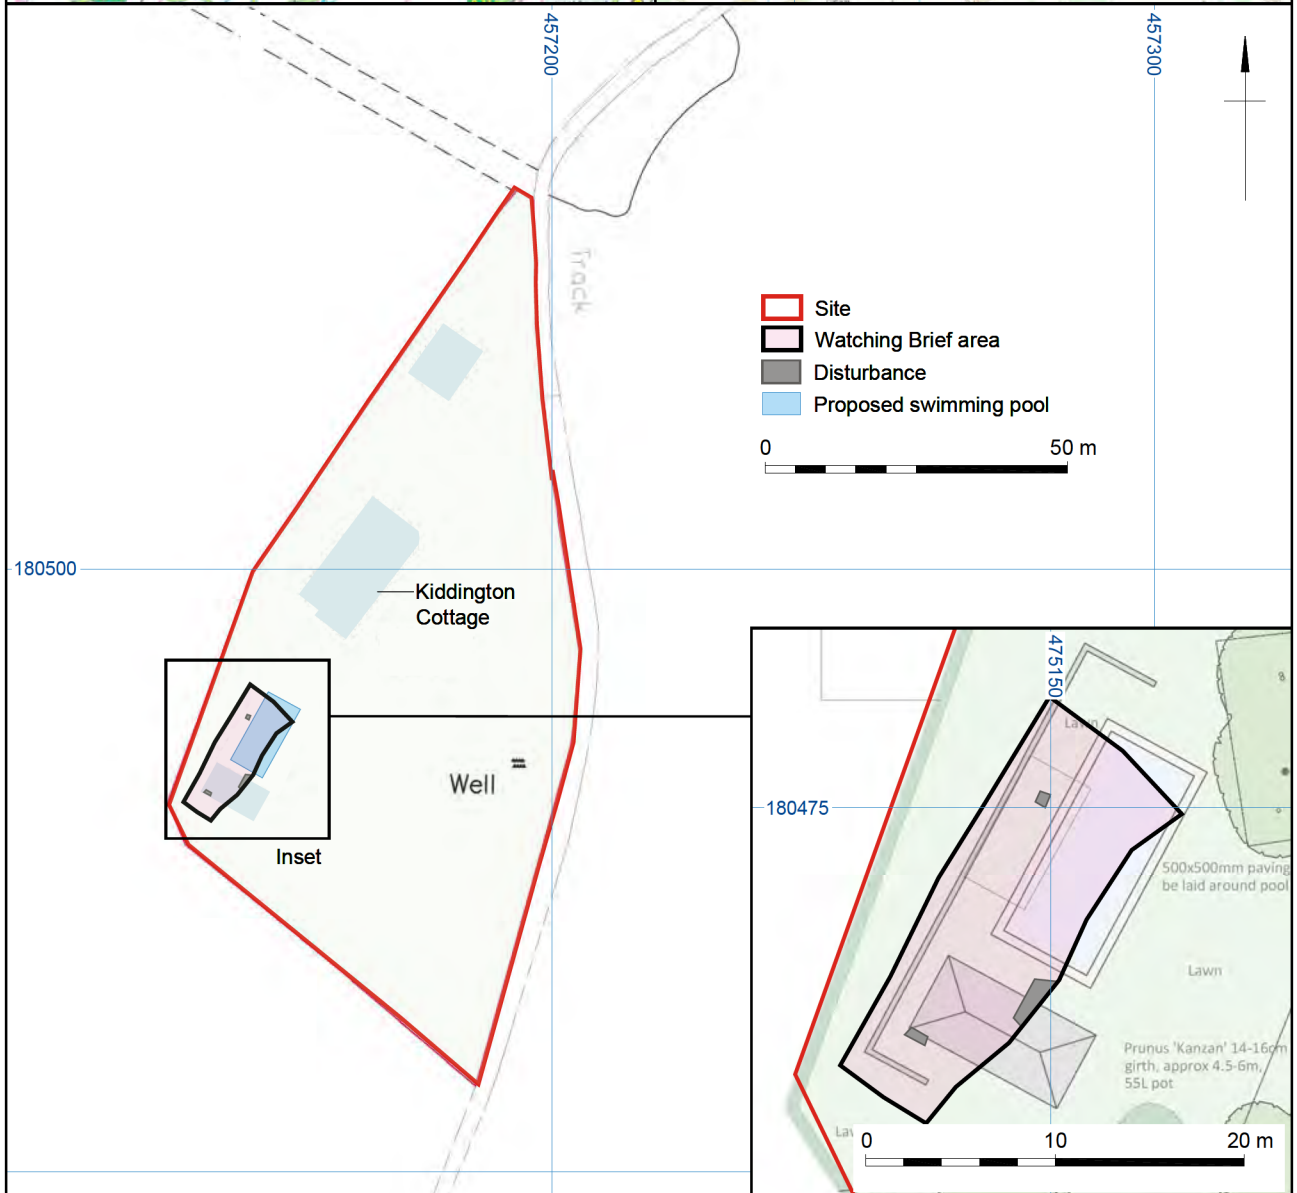 457200
457300
Track
Site
Watching Brief area
Disturbance
Proposed swimming pool
0 50 m
180500
Kiddington
Cottage
Well
Inset
475150
Lawn
180475
500x500mm paving
be laid around pool
Lawn
Prunus 'Kanzan' 14-16cm
girth, approx 4.5-6m,
55L pot
0 10 20 m